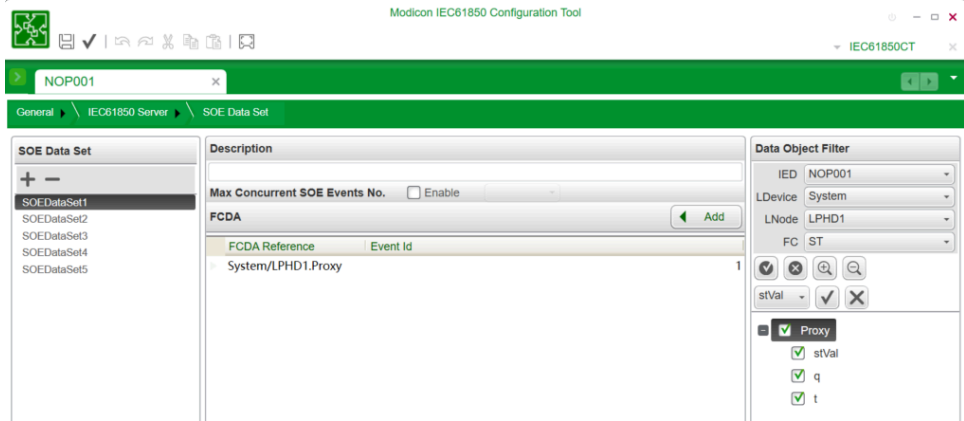 Modicon IEC61850 Configuration Tool
IEC61850CT
NOP001
General
IEC61850 Server
SOE Data Set
SOE Data Set
SOEDataSet1
SOEDataSet2
SOEDataSet3
SOEDataSet4
SOEDataSet5
Description
Max Concurrent SOE Events No. Enable
FCDA Add
FCDA Reference Event Id
System/LPHD1.Proxy 1
Data Object Filter
IED NOP001
LDevice System
LNode LPHD1
FC ST
stVal
Proxy
stVal
q
t